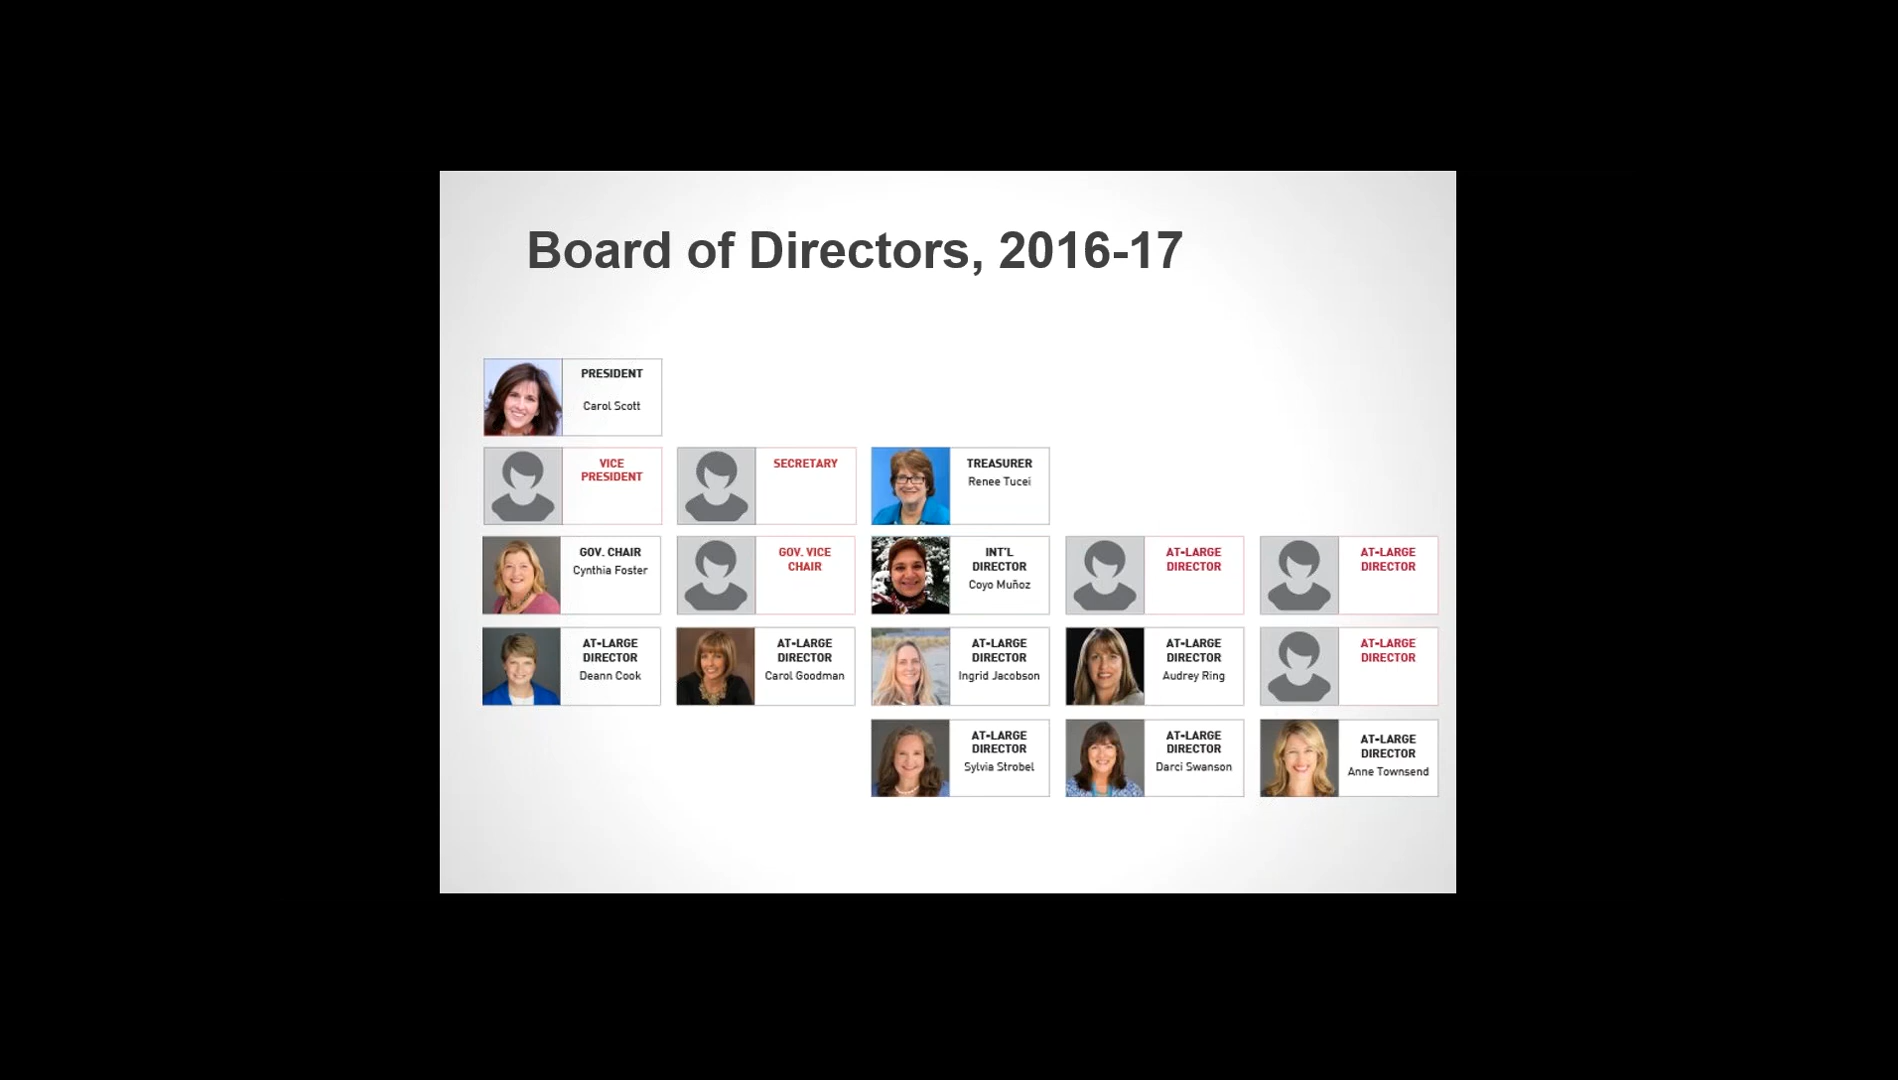 Board of Directors, 2016-17
PRESIDENT
Carol Scott
VICE
PRESIDENT
SECRETARY
TREASURER
Renee Tucei
GOV. CHAIR
Cynthia Foster
GOV. VICE
CHAIR
INT'L
DIRECTOR
Coyo Muñoz
AT-LARGE
DIRECTOR
AT-LARGE
DIRECTOR
AT-LARGE
DIRECTOR
Deann Cook
AT-LARGE
DIRECTOR
Carol Goodman
AT-LARGE
DIRECTOR
Ingrid Jacobson
AT-LARGE
DIRECTOR
Audrey Ring
AT-LARGE
DIRECTOR
AT-LARGE
DIRECTOR
Sylvia Strobel
AT-LARGE
DIRECTOR
Darci Swanson
AT-LARGE
DIRECTOR
Anne Townsend